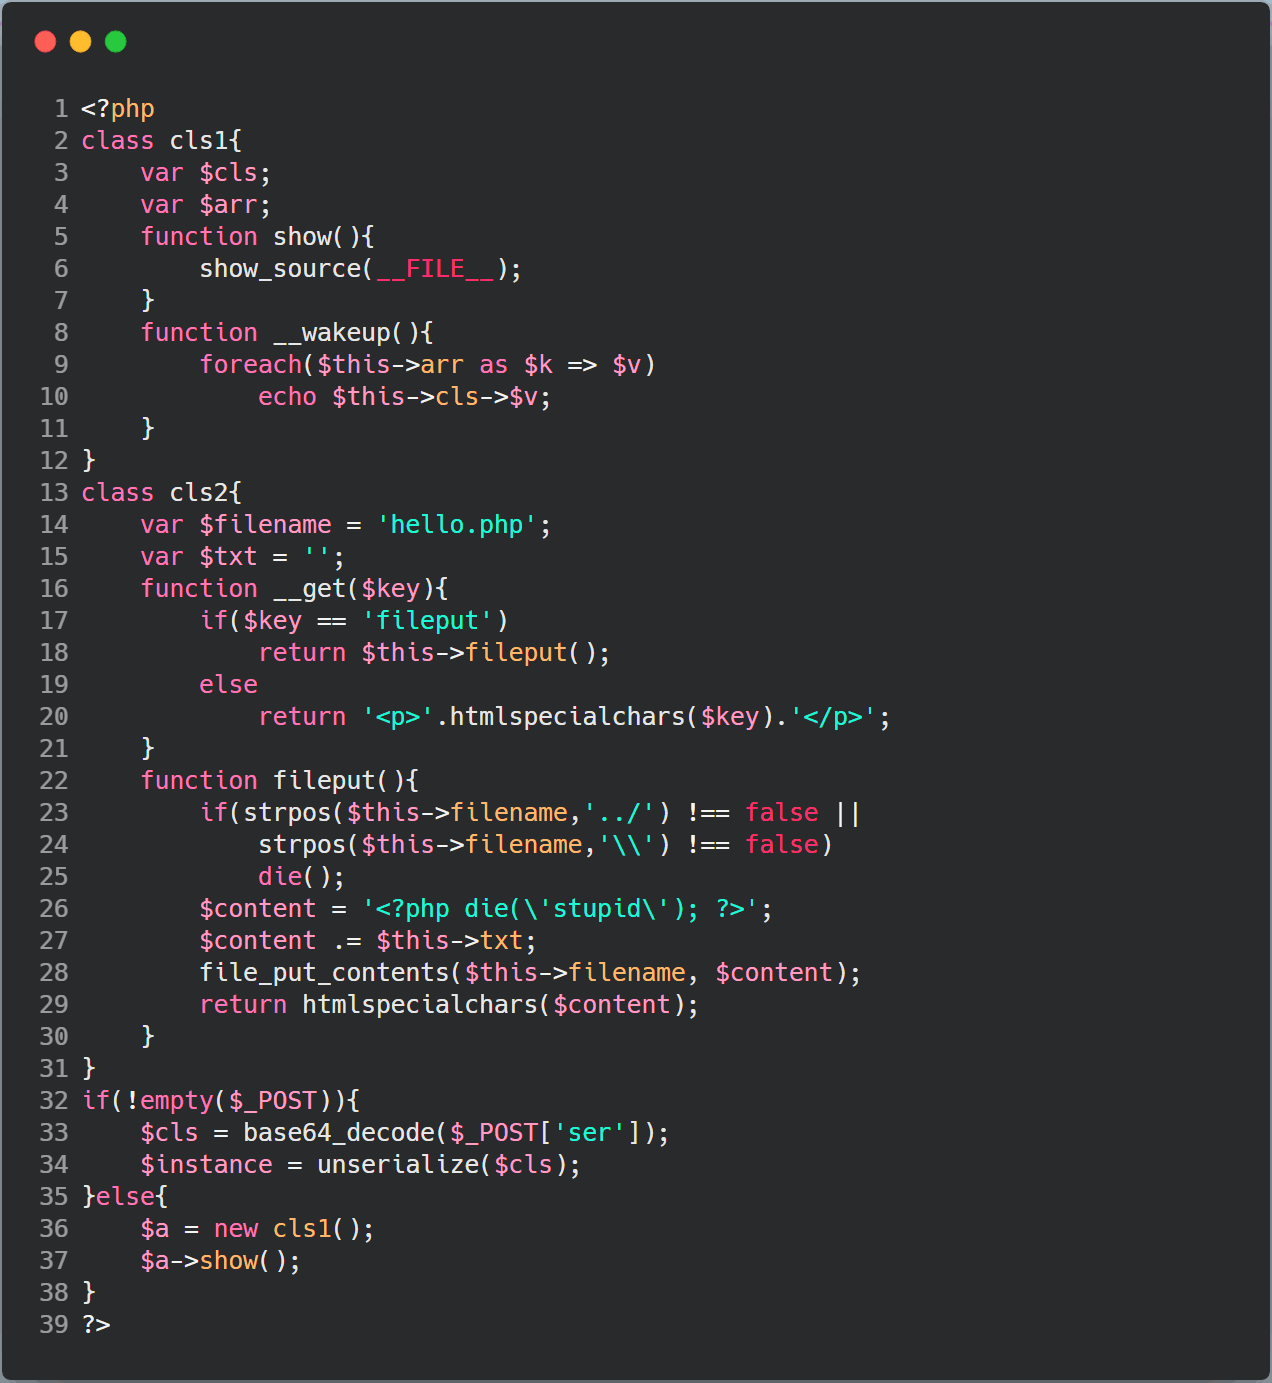 1 <?php
2 class cls1{
3     var $cls;
4     var $arr;
5     function show(){
6         show_source(__FILE__);
7     }
8     function __wakeup(){
9         foreach($this->arr as $k => $v)
10             echo $this->cls->$v;
11     }
12 }
13 class cls2{
14     var $filename = 'hello.php';
15     var $txt = '';
16     function __get($key){
17         if($key == 'fileput')
18             return $this->fileput();
19         else
20             return '<p>'.htmlspecialchars($key).'</p>';
21     }
22     function fileput(){
23         if(strpos($this->filename,'../') !== false ||
24             strpos($this->filename,'\\') !== false)
25             die();
26         $content = '<?php die(\'stupid\'); ?>';
27         $content .= $this->txt;
28         file_put_contents($this->filename, $content);
29         return htmlspecialchars($content);
30     }
31 }
32 if(!empty($_POST)){
33     $cls = base64_decode($_POST['ser']);
34     $instance = unserialize($cls);
35 }else{
36     $a = new cls1();
37     $a->show();
38 }
39 ?>